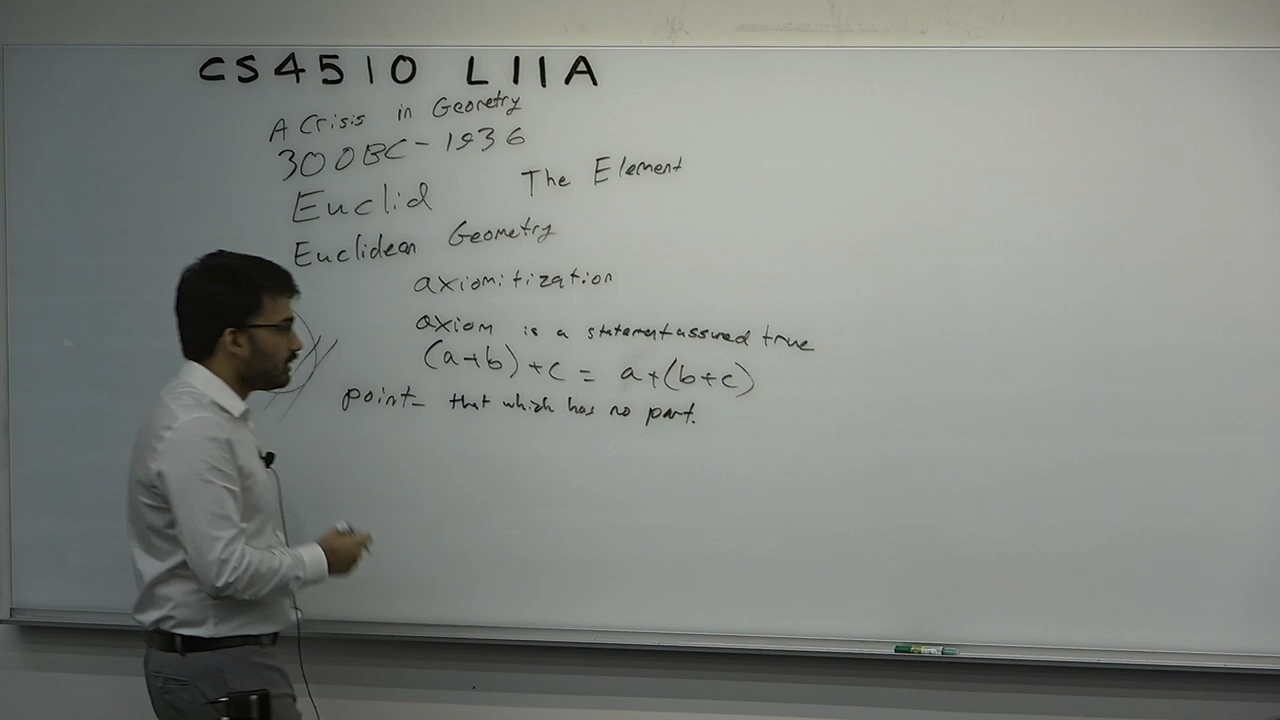 CS4510 L11A
A Crisis in Geometry
300BC - 1936
Euclid The Element
Euclidean Geometry
axiomitization
axiom is a statement assumed true
(a+b)+c = a+(b+c)
point - that which has no part.